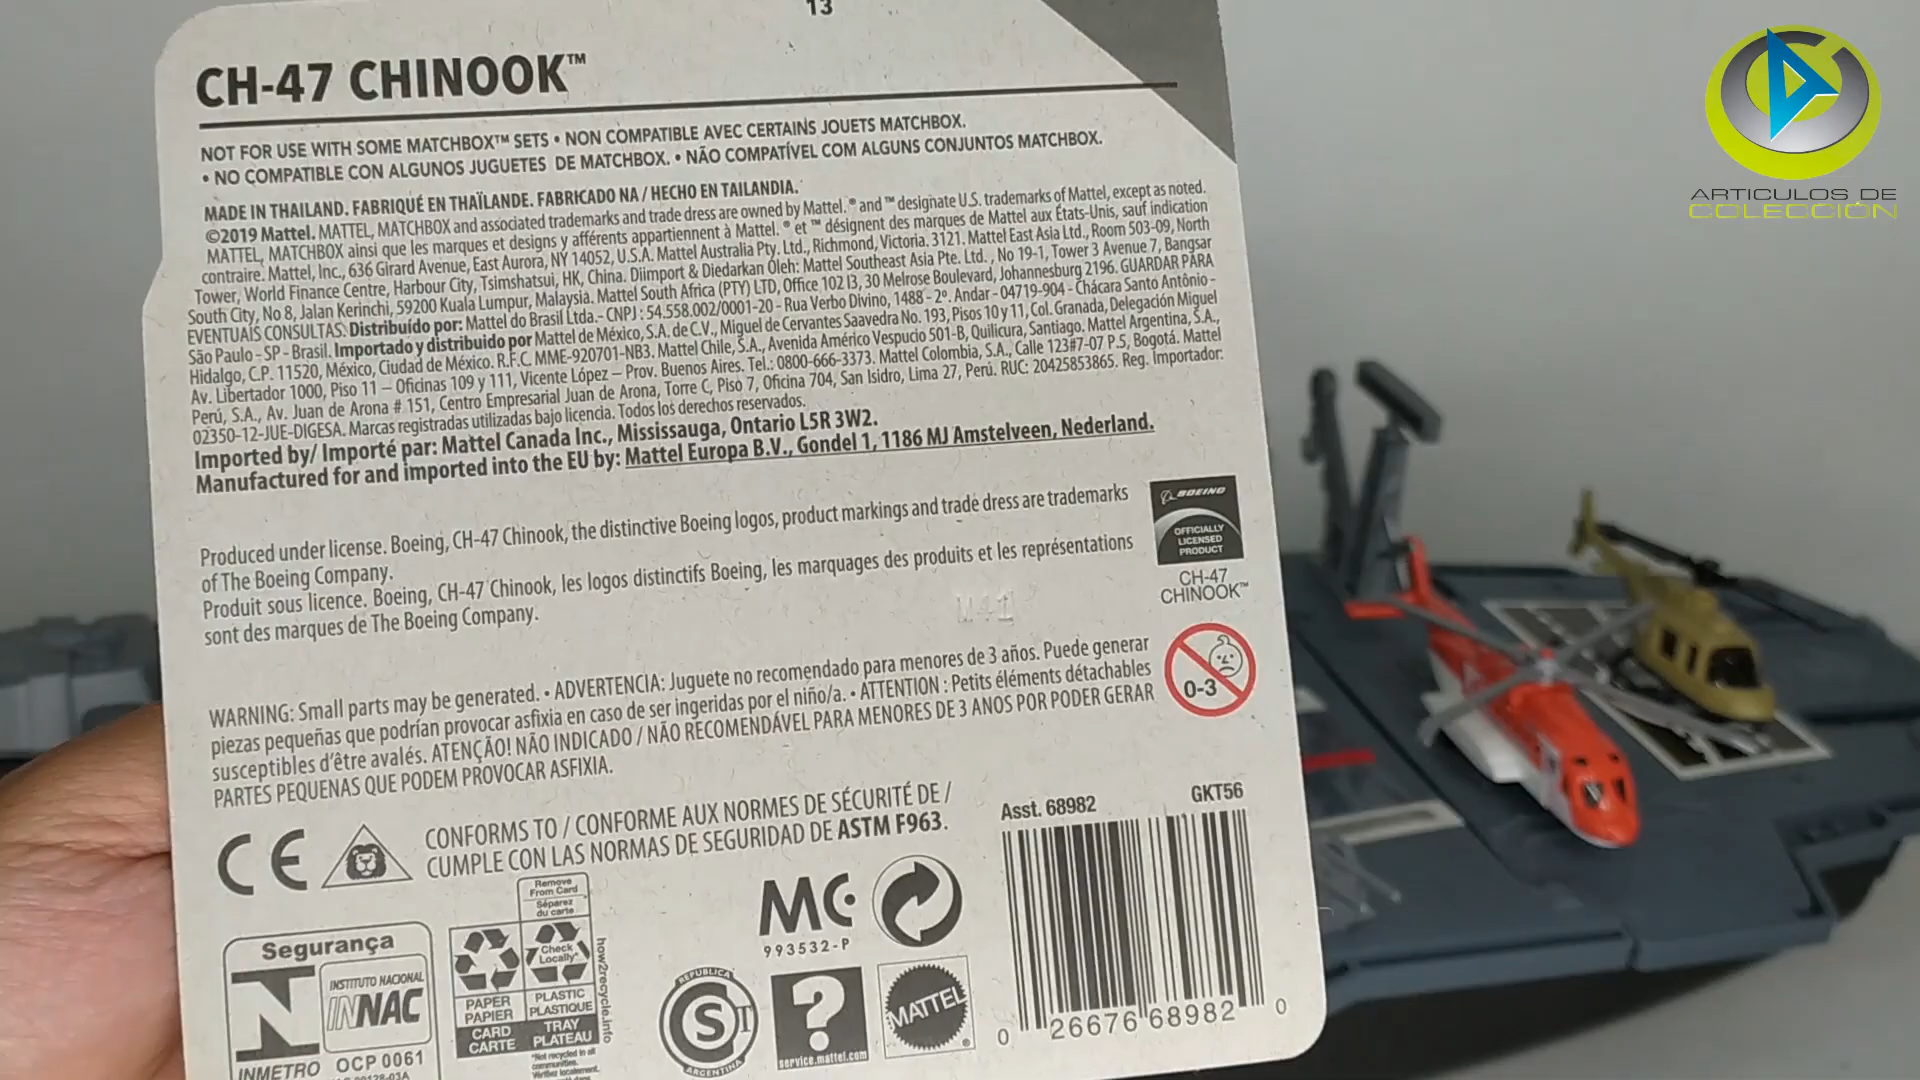 13
CH-47 CHINOOK™
NOT FOR USE WITH SOME MATCHBOX™ SETS • NON COMPATIBLE AVEC CERTAINS JOUETS MATCHBOX.
• NO COMPATIBLE CON ALGUNOS JUGUETES DE MATCHBOX. • NÃO COMPATÍVEL COM ALGUNS CONJUNTOS MATCHBOX.
MADE IN THAILAND. FABRIQUÉ EN THAÏLANDE. FABRICADO NA / HECHO EN TAILANDIA.
©2019 Mattel. MATTEL, MATCHBOX and associated trademarks and trade dress are owned by Mattel. ® and ™ designate U.S. trademarks of Mattel, except as noted.
MATTEL, MATCHBOX ainsi que les marques et designs y afférents appartiennent à Mattel. ® et ™ désignent des marques de Mattel aux États-Unis, sauf indication
contraire. Mattel, Inc., 636 Girard Avenue, East Aurora, NY 14052, U.S.A. Mattel Australia Pty. Ltd., Richmond, Victoria. 3121. Mattel East Asia Ltd., Room 503-09, North
Tower, World Finance Centre, Harbour City, Tsimshatsui, HK, China. Diimport & Diedarkan Oleh: Mattel Southeast Asia Pte. Ltd., No 19-1, Tower 3 Avenue 7, Bangsar
South City, No 8, Jalan Kerinchi, 59200 Kuala Lumpur, Malaysia. Mattel South Africa (PTY) LTD, Office 102 I3, 30 Melrose Boulevard, Johannesburg 2196. GUARDAR PARA
EVENTUAIS CONSULTAS. Distribuído por: Mattel do Brasil Ltda.- CNPJ : 54.558.002/0001-20 - Rua Verbo Divino, 1488 - 2º. Andar - 04719-904 - Chácara Santo Antônio -
São Paulo - SP - Brasil. Importado y distribuido por Mattel de México, S.A. de C.V., Miguel de Cervantes Saavedra No. 193, Pisos 10 y 11, Col. Granada, Delegación Miguel
Hidalgo, C.P. 11520, México, Ciudad de México. R.F.C. MME-920701-NB3. Mattel Chile, S.A., Avenida Américo Vespucio 501-B, Quilicura, Santiago. Mattel Argentina, S.A.,
Av. Libertador 1000, Piso 11 – Oficinas 109 y 111, Vicente López – Prov. Buenos Aires. Tel.: 0800-666-3373. Mattel Colombia, S.A., Calle 123#7-07 P.5, Bogotá. Mattel
Perú, S.A., Av. Juan de Arona # 151, Centro Empresarial Juan de Arona, Torre C, Piso 7, Oficina 704, San Isidro, Lima 27, Perú. RUC: 20425853865. Reg. Importador:
02350-12-JUE-DIGESA. Marcas registradas utilizadas bajo licencia. Todos los derechos reservados.
Imported by/ Importé par: Mattel Canada Inc., Mississauga, Ontario L5R 3W2.
Manufactured for and imported into the EU by: Mattel Europa B.V., Gondel 1, 1186 MJ Amstelveen, Nederland.
Produced under license. Boeing, CH-47 Chinook, the distinctive Boeing logos, product markings and trade dress are trademarks
of The Boeing Company.
Produit sous licence. Boeing, CH-47 Chinook, les logos distinctifs Boeing, les marquages des produits et les représentations
sont des marques de The Boeing Company.
BOEING
OFFICIALLY
LICENSED
PRODUCT
CH-47
CHINOOK™
M41
WARNING: Small parts may be generated. • ADVERTENCIA: Juguete no recomendado para menores de 3 años. Puede generar
piezas pequeñas que podrían provocar asfixia en caso de ser ingeridas por el niño/a. • ATTENTION : Petits éléments détachables
susceptibles d'être avalés. ATENÇÃO! NÃO INDICADO / NÃO RECOMENDÁVEL PARA MENORES DE 3 ANOS POR PODER GERAR
PARTES PEQUENAS QUE PODEM PROVOCAR ASFIXIA.
0-3
CE
CONFORMS TO / CONFORME AUX NORMES DE SÉCURITÉ DE /
CUMPLE CON LAS NORMAS DE SEGURIDAD DE ASTM F963.
Asst. 68982
GKT56
Segurança
INSTITUTO NACIONAL
INNAC
INMETRO
OCP 0061
Remove
From Card
Séparez
du carte
Check
Locally*
PAPER
PAPIER
PLASTIC
PLASTIQUE
CARD
CARTE
TRAY
PLATEAU
*Not recycled in all
communities.
how2recycle.info
MC
993532-P
REPUBLICA
S
ARGENTINA
?
service.mattel.com
MATTEL
®
0 26676 68982 0
ARTICULOS DE
COLECCIÓN